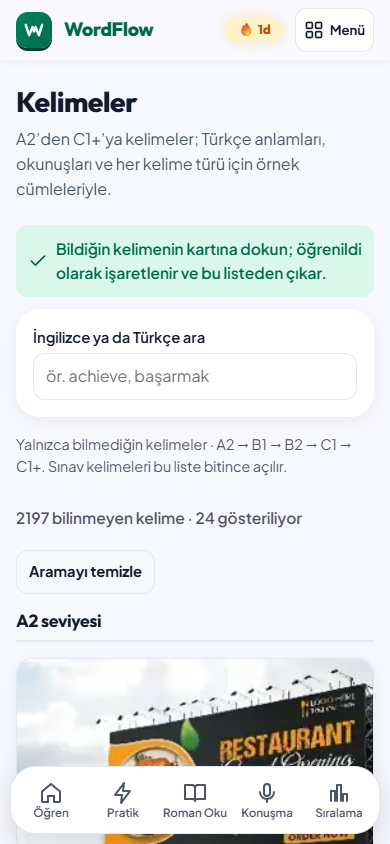 W WordFlow
1d
Menü
Kelimeler
A2’den C1+’ya kelimeler; Türkçe anlamları,
okunuşları ve her kelime türü için örnek
cümleleriyle.
Bildiğin kelimenin kartına dokun; öğrenildi
olarak işaretlenir ve bu listeden çıkar.
İngilizce ya da Türkçe ara
ör. achieve, başarmak
Yalnızca bilmediğin kelimeler · A2 → B1 → B2 → C1 →
C1+. Sınav kelimeleri bu liste bitince açılır.
2197 bilinmeyen kelime · 24 gösteriliyor
Aramayı temizle
A2 seviyesi
RESTAURANT
Grand Opening
ORDER NOW
Öğren
Pratik
Roman Oku
Konuşma
Sıralama